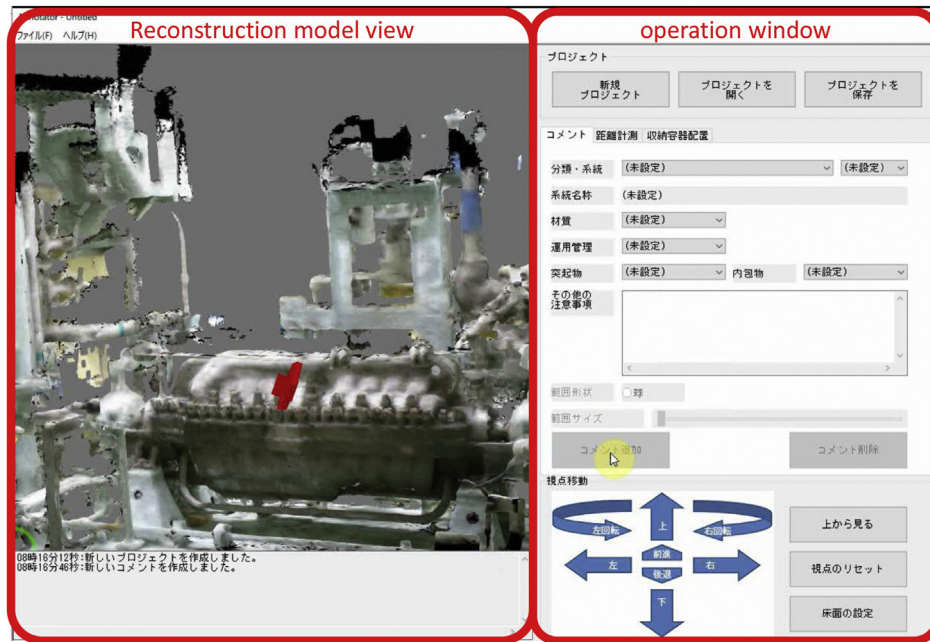 Reconstruction model view
operation window
Annotator - Untitled
ファイル(F) ヘルプ(H)
プロジェクト
新規
プロジェクト
プロジェクトを
開く
プロジェクトを
保存
コメント 距離計測 収納容器配置
分類・系統 (未設定) (未設定)
系統名称 (未設定)
材質 (未設定)
運用管理 (未設定)
突起物 (未設定) 内包物 (未設定)
その他の
注意事項
範囲形状 球
範囲サイズ
コメント追加 コメント削除
視点移動
左回転 上 右回転
前進
左 右
後退
下
上から見る
視点のリセット
床面の設定
08時16分12秒:新しいプロジェクトを作成しました。
08時16分46秒:新しいコメントを作成しました。